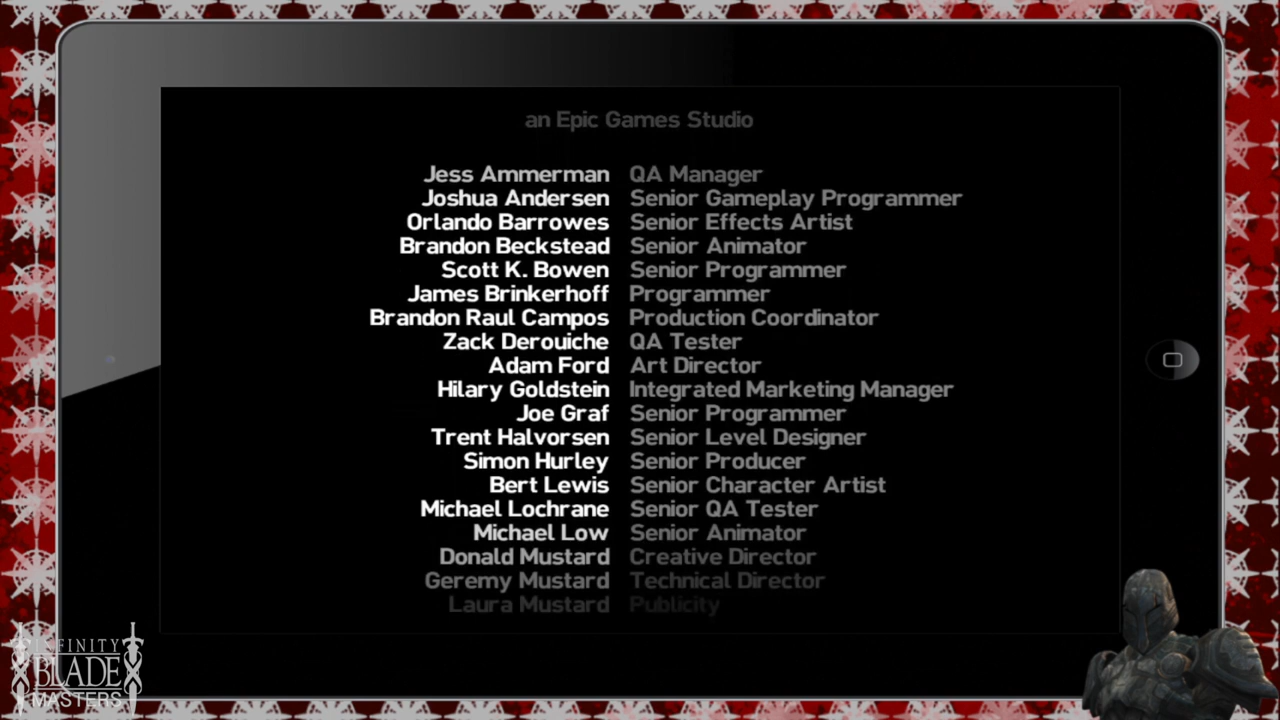 an Epic Games Studio
Jess Ammerman QA Manager
Joshua Andersen Senior Gameplay Programmer
Orlando Barrowes Senior Effects Artist
Brandon Beckstead Senior Animator
Scott K. Bowen Senior Programmer
James Brinkerhoff Programmer
Brandon Raul Campos Production Coordinator
Zack Derouiche QA Tester
Adam Ford Art Director
Hilary Goldstein Integrated Marketing Manager
Joe Graf Senior Programmer
Trent Halvorsen Senior Level Designer
Simon Hurley Senior Producer
Bert Lewis Senior Character Artist
Michael Lochrane Senior QA Tester
Michael Low Senior Animator
Donald Mustard Creative Director
Geremy Mustard Technical Director
Laura Mustard Publicity
INFINITY
BLADE
MASTERS